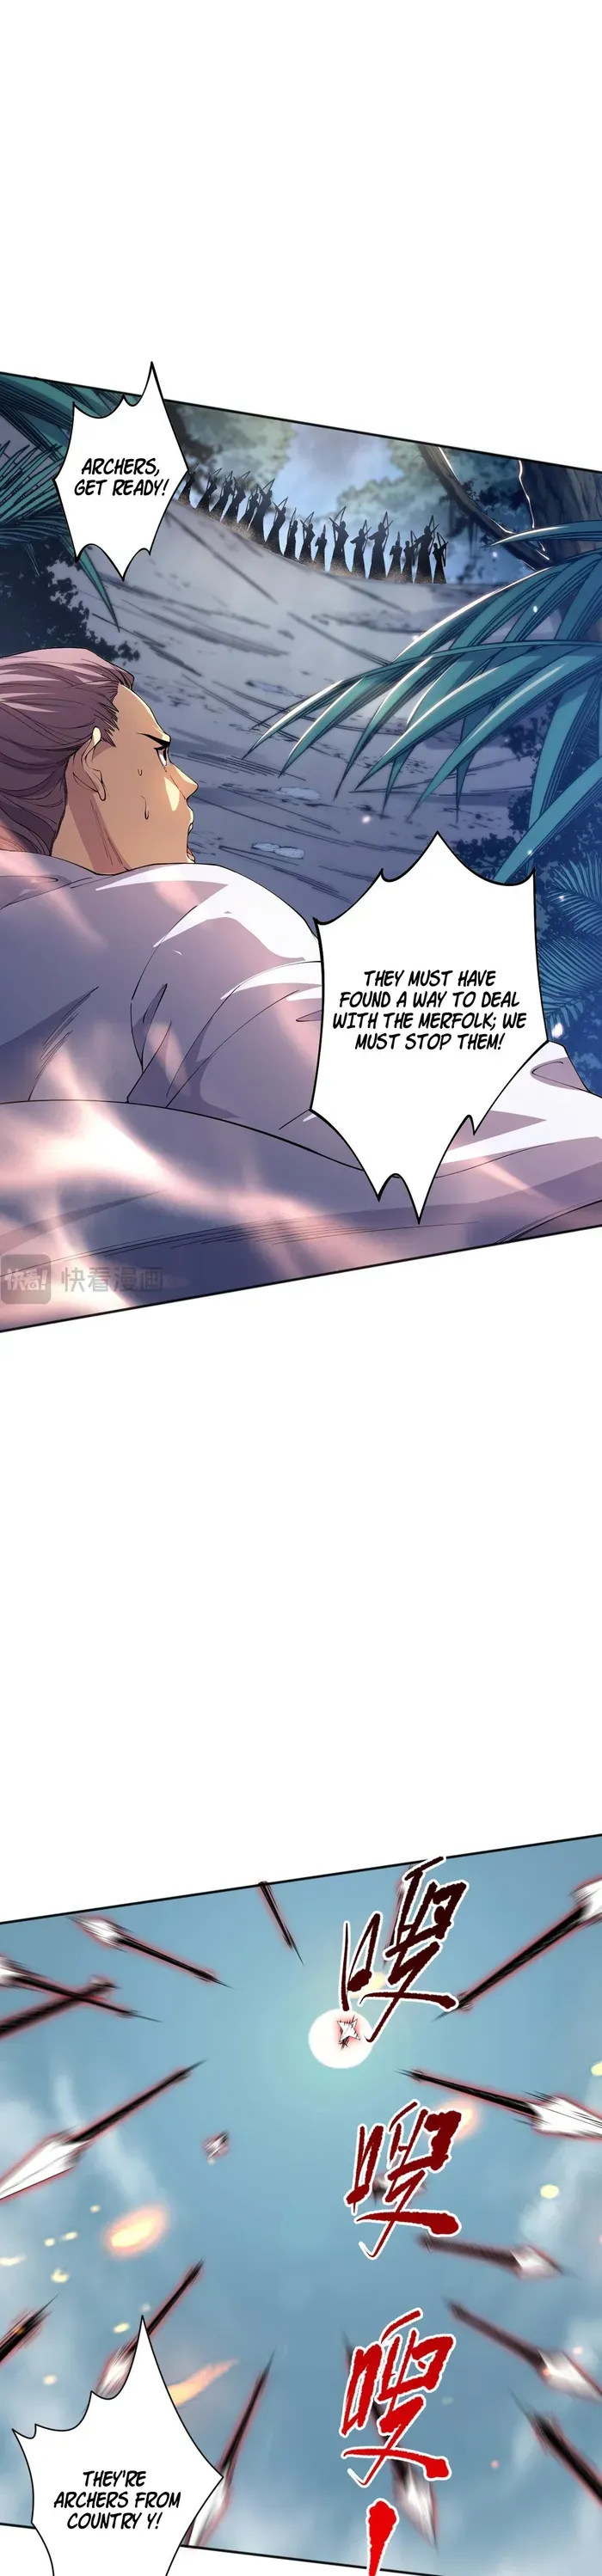 ARCHERS,
GET READY!
THEY MUST HAVE
FOUND A WAY TO DEAL
WITH THE MERFOLK; WE
MUST STOP THEM!
快看! 快看漫画
嗖
嗖
嗖
!
THEY'RE
ARCHERS FROM
COUNTRY Y!